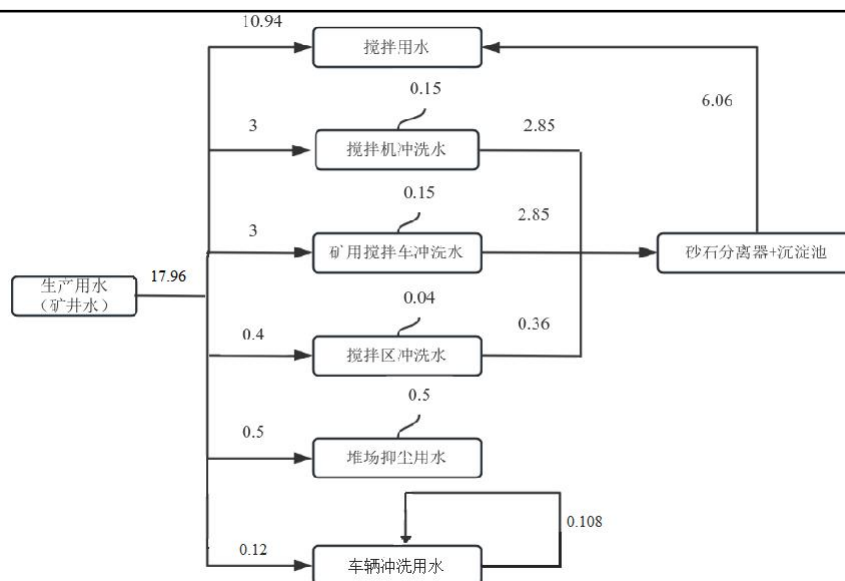 10.94
搅拌用水
6.06
0.15
3
搅拌机冲洗水
2.85
0.15
3
矿用搅拌车冲洗水
2.85
砂石分离器+沉淀池
生产用水
（矿井水）
17.96
0.04
0.4
搅拌区冲洗水
0.36
0.5
0.5
堆场抑尘用水
0.108
0.12
车辆冲洗用水